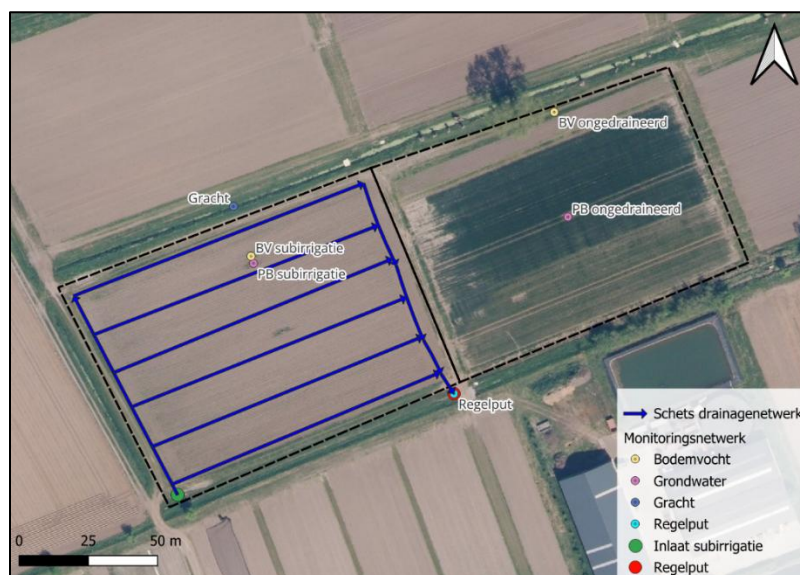 BV ongedraineerd
Gracht
PB ongedraineerd
BV subirrigatie
PB subirrigatie
Regelput
Schets drainagenetwerk
Monitoringsnetwerk
Bodemvocht
Grondwater
Gracht
Regelput
Inlaat subirrigatie
Regelput
0 25 50 m